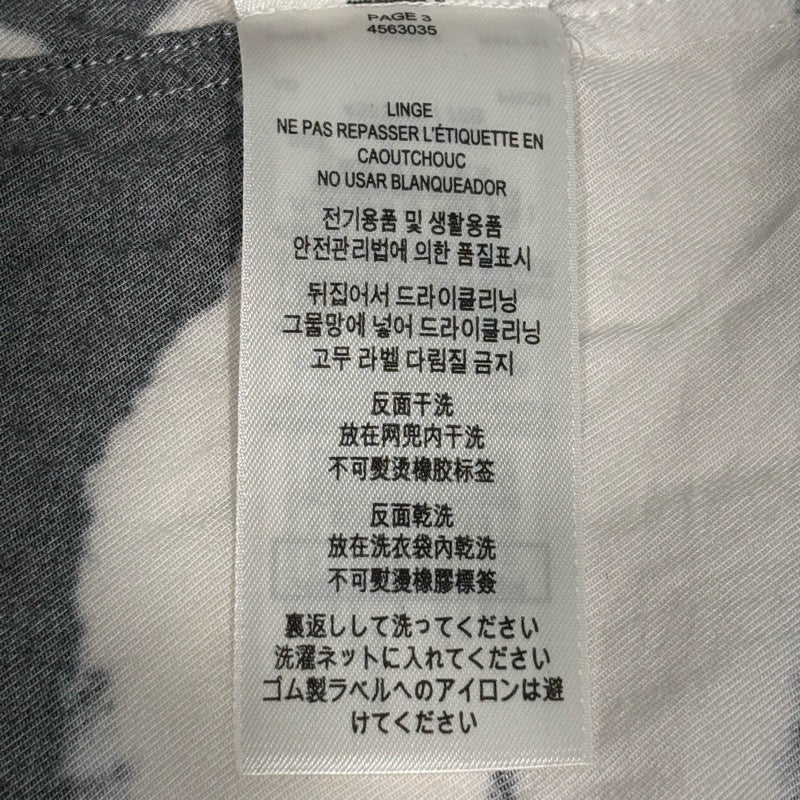 PAGE 3
4563035
LINGE
NE PAS REPASSER L'ÉTIQUETTE EN
CAOUTCHOUC
NO USAR BLANQUEADOR
전기용품 및 생활용품
안전관리법에 의한 품질표시
뒤집어서 드라이클리닝
그물망에 넣어 드라이클리닝
고무 라벨 다림질 금지
反面干洗
放在网兜内干洗
不可熨烫橡胶标签
反面乾洗
放在洗衣袋內乾洗
不可熨燙橡膠標簽
裏返しして洗ってください
洗濯ネットに入れてください
ゴム製ラベルへのアイロンは避
けてください